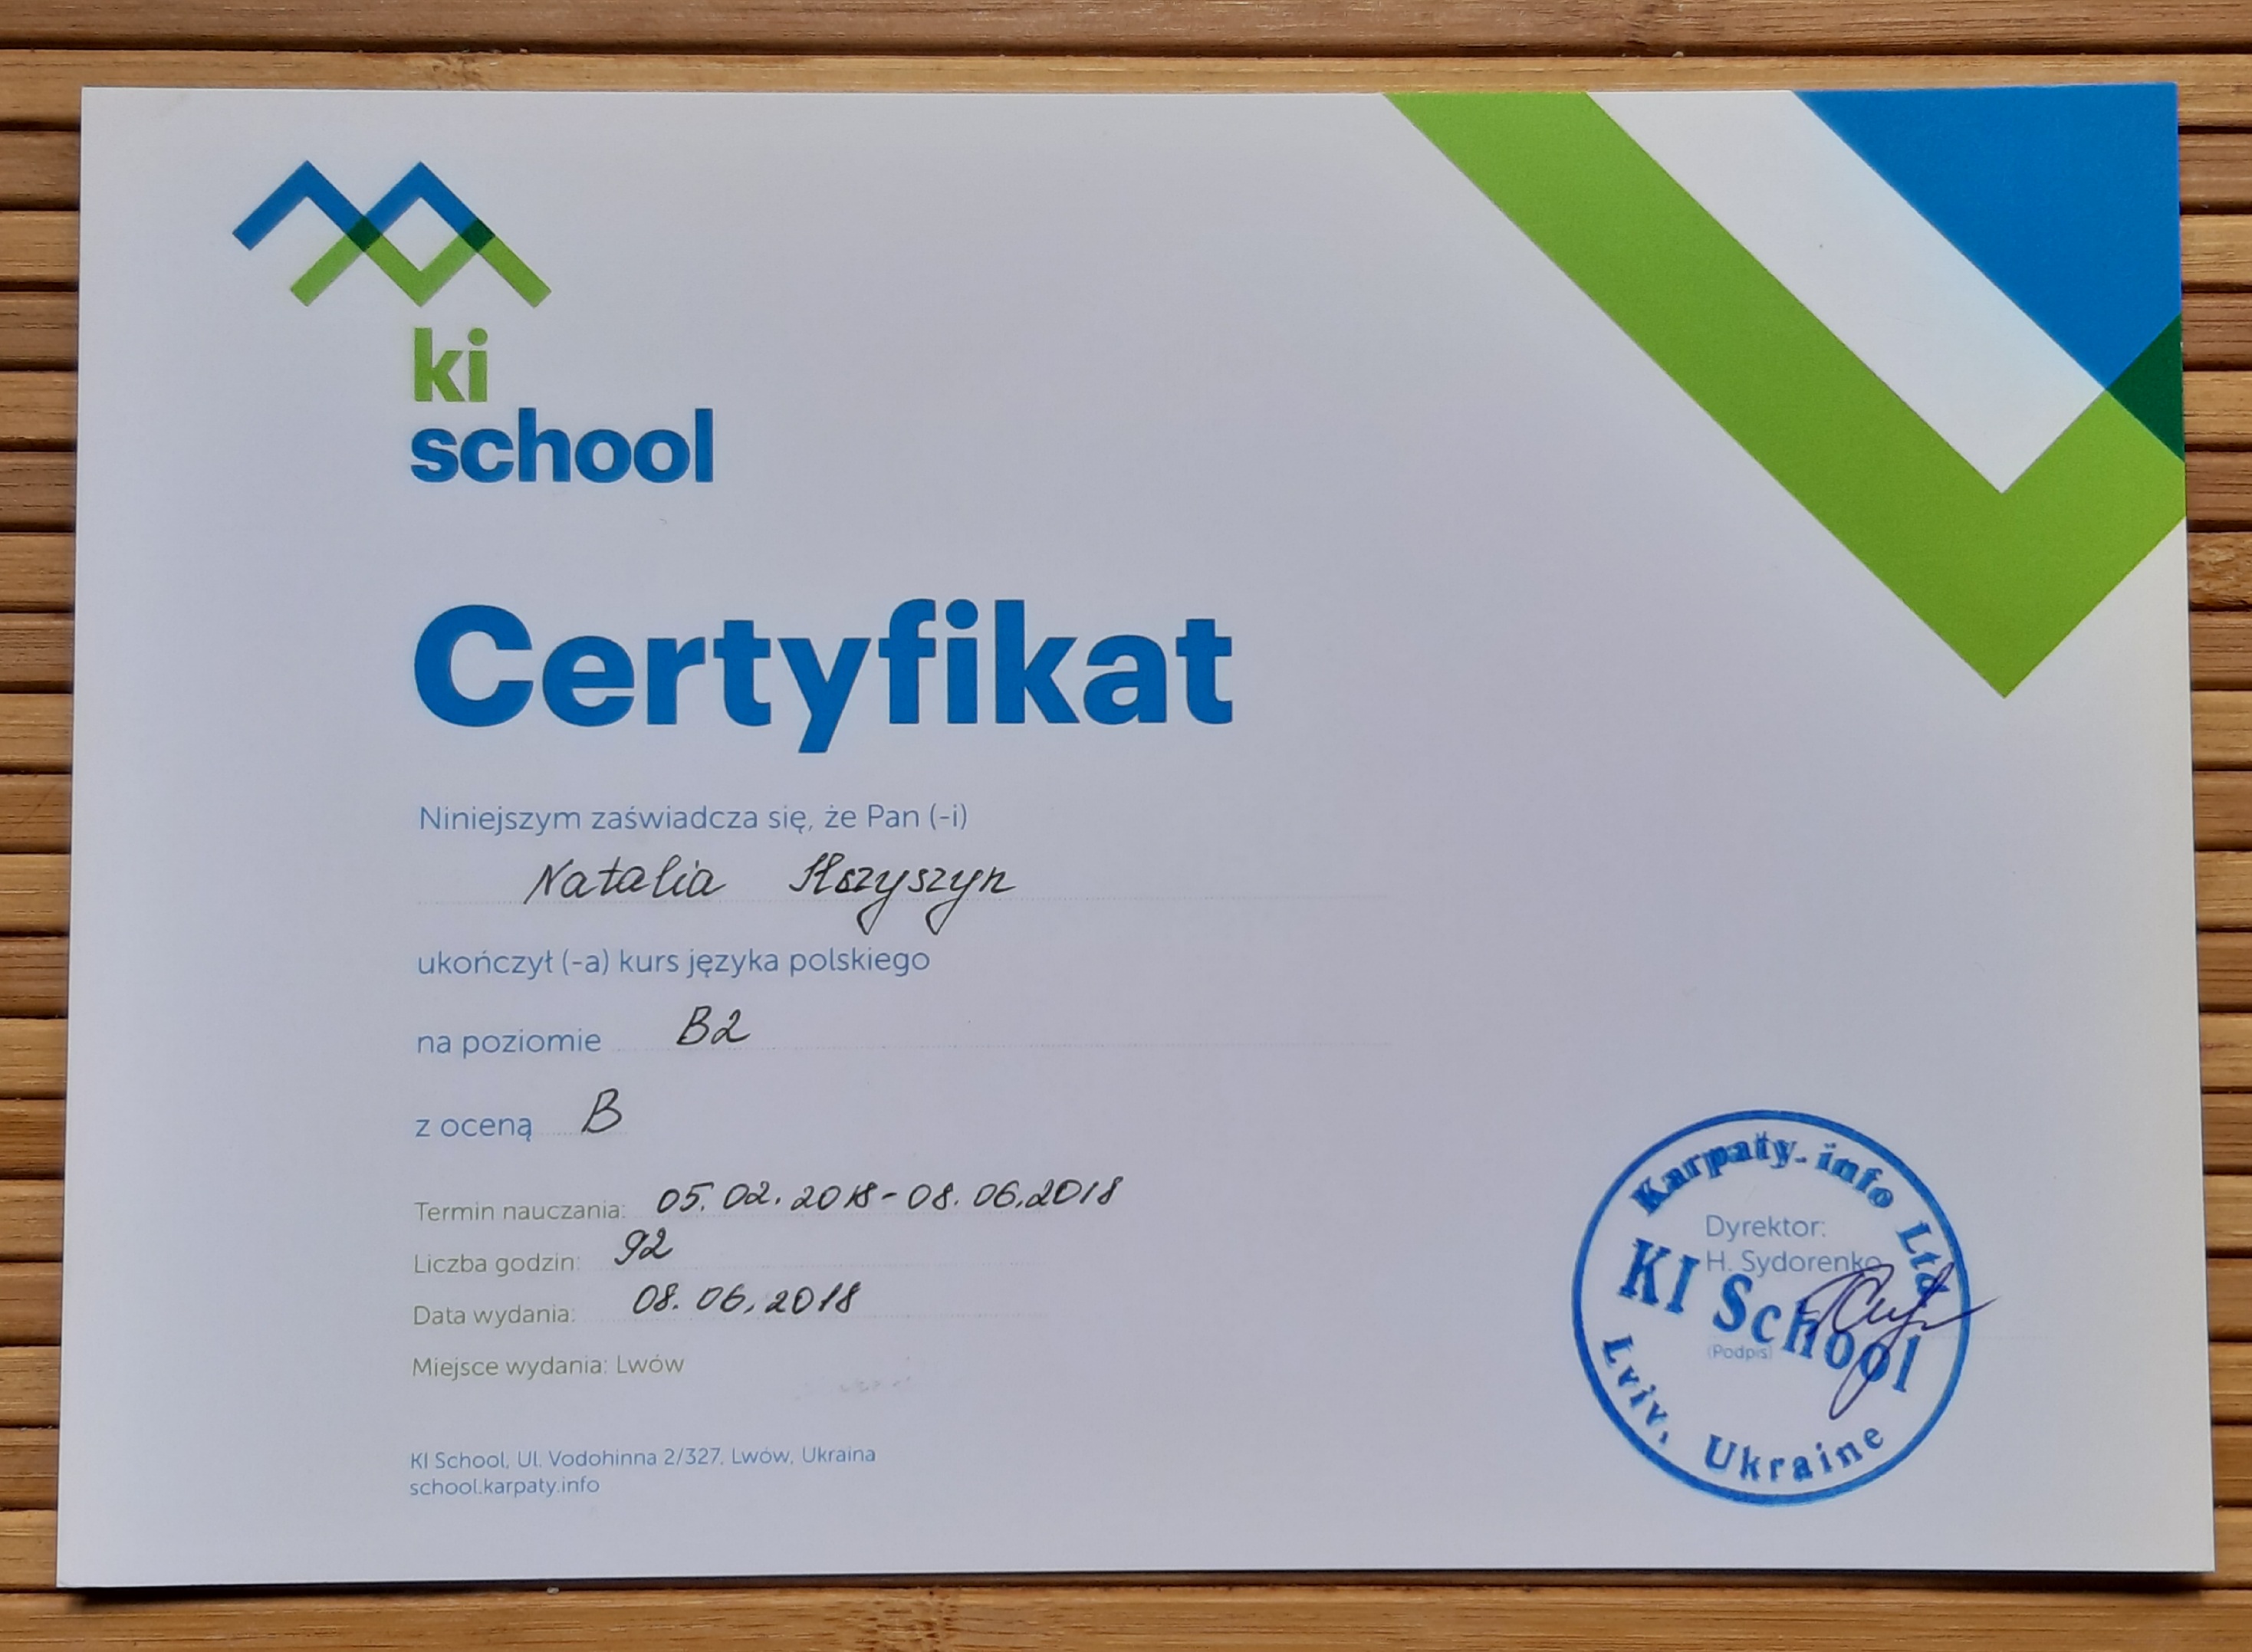 ki
school
Certyfikat
Niniejszym zaświadcza się, że Pan (-i)
Natalia
ukończył (-a) kurs języka polskiego
na poziomie B2
z oceną B
Termin nauczania: 05.02.2018-08.06.2018
Liczba godzin: 92
Data wydania: 08.06.2018
Miejsce wydania: Lwów
KI School, Ul. Vodohinna 2/327, Lwów, Ukraina
school.karpaty.info
Karpaty.info Ltd
Dyrektor:
H. Sydorenko
KI School
(Podpis)
Lviv, Ukraine